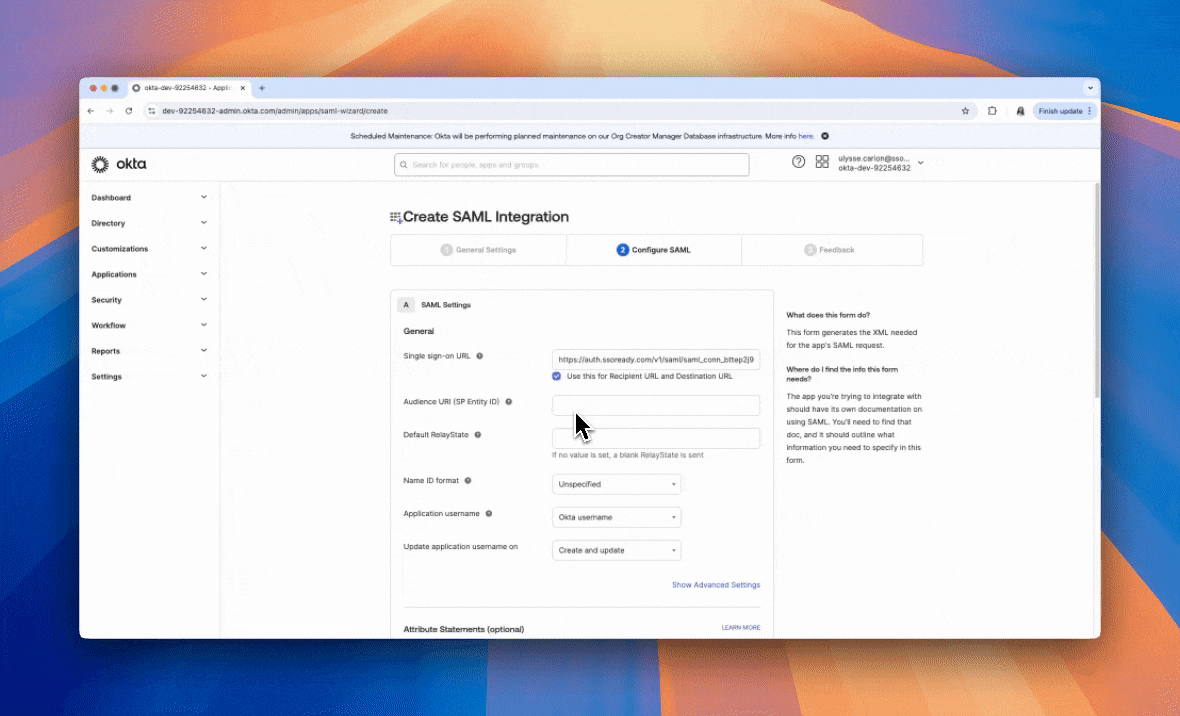 okta-dev-92254632 - Applic
dev-92254632-admin.okta.com/admin/apps/saml-wizard/create
Finish update
Scheduled Maintenance: Okta will be performing planned maintenance on our Org Creator Manager Database infrastructure. More info here.
okta
Search for people, apps and groups
ulysse.carion@sso...
okta-dev-92254632
Dashboard
Directory
Customizations
Applications
Security
Workflow
Reports
Settings
Create SAML Integration
1 General Settings
2 Configure SAML
3 Feedback
A SAML Settings
General
Single sign-on URL
https://auth.ssoready.com/v1/saml/saml_conn_bttep2j9
Use this for Recipient URL and Destination URL
Audience URI (SP Entity ID)
Default RelayState
If no value is set, a blank RelayState is sent
Name ID format
Unspecified
Application username
Okta username
Update application username on
Create and update
Show Advanced Settings
Attribute Statements (optional)
LEARN MORE
What does this form do?
This form generates the XML needed
for the app's SAML request.
Where do I find the info this form
needs?
The app you're trying to integrate with
should have its own documentation on
using SAML. You'll need to find that
doc, and it should outline what
information you need to specify in this
form.